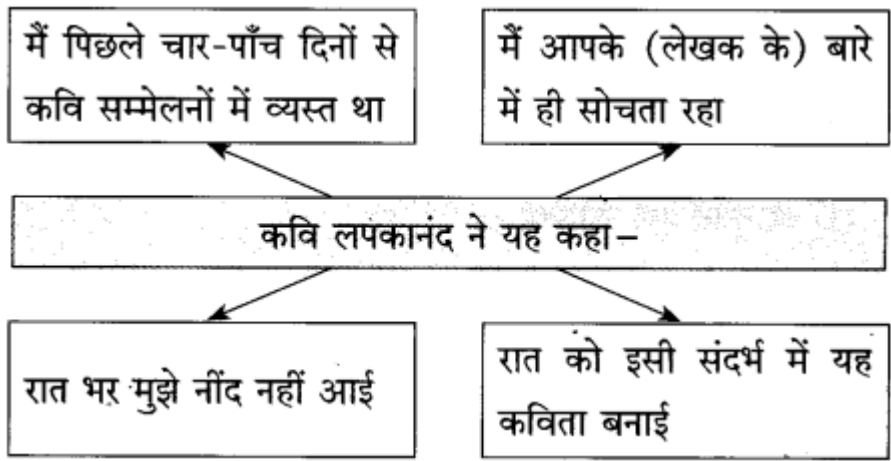 मैं पिछले चार-पाँच दिनों से
कवि सम्मेलनों में व्यस्त था
मैं आपके (लेखक के) बारे
में ही सोचता रहा
कवि लपकानंद ने यह कहा–
रात भर मुझे नींद नहीं आई
रात को इसी संदर्भ में यह
कविता बनाई